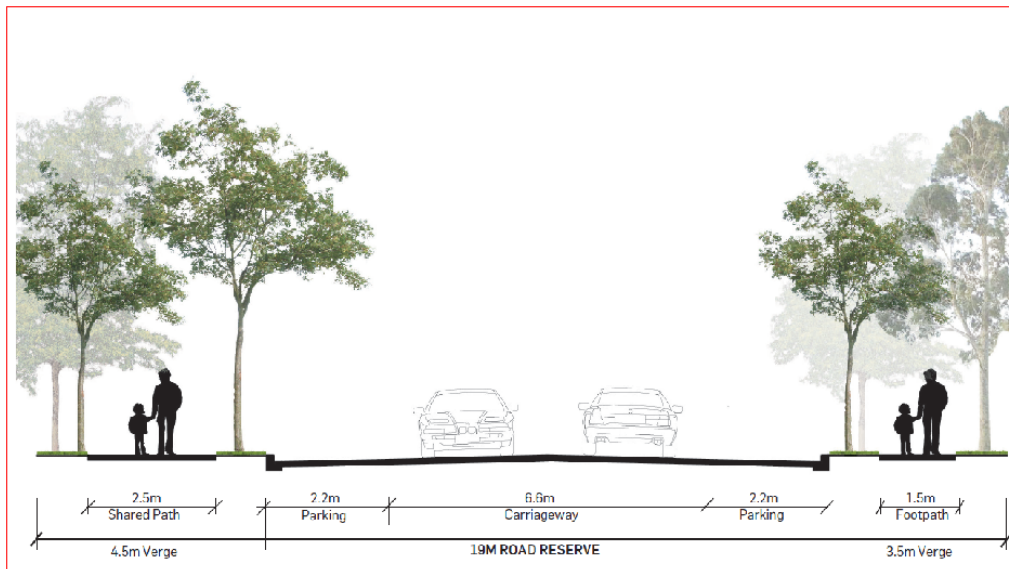 2.5m
Shared Path
2.2m
Parking
6.6m
Carriageway
2.2m
Parking
1.5m
Footpath
4.5m Verge
19M ROAD RESERVE
3.5m Verge